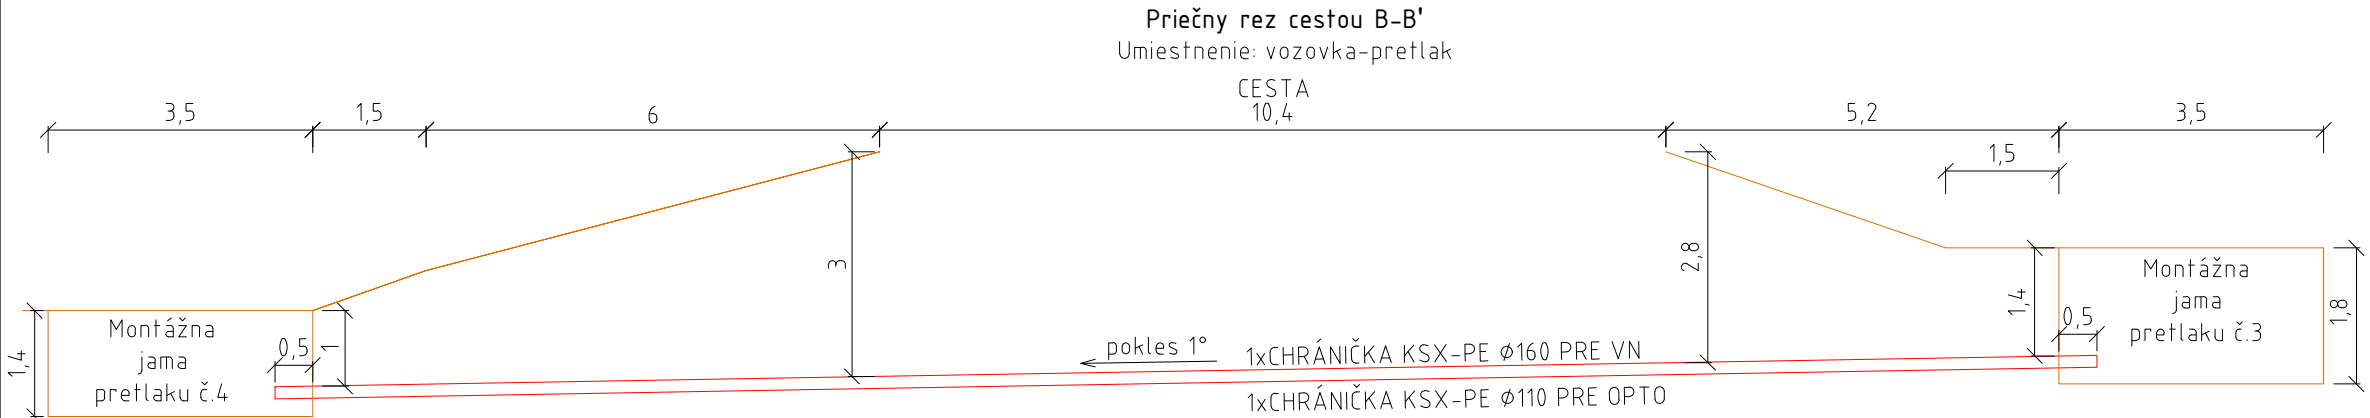 Priečny rez cestou B-B'
Umiestnenie: vozovka-pretlak
CESTA
3,5
1,5
6
10,4
5,2
3,5
1,5
3
2,8
1,4
1,8
1,4
1
0,5
0,5
Montážna
jama
pretlaku č.4
Montážna
jama
pretlaku č.3
pokles 1°
1xCHRÁNIČKA KSX-PE Ø160 PRE VN
1xCHRÁNIČKA KSX-PE Ø110 PRE OPTO